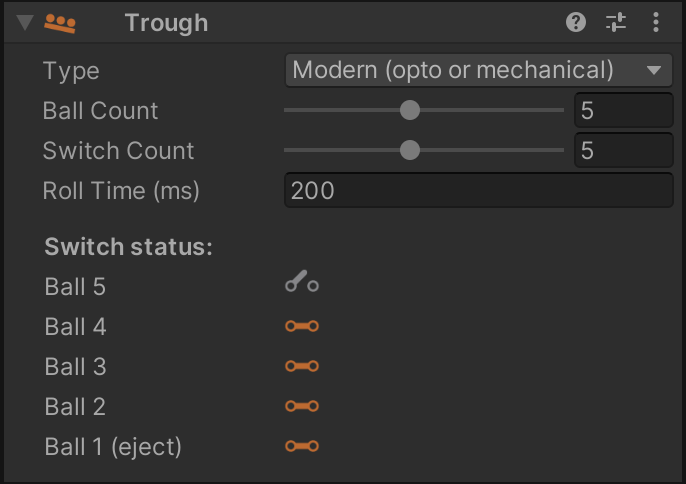 Trough
Type Modern (opto or mechanical)
Ball Count 5
Switch Count 5
Roll Time (ms) 200
Switch status:
Ball 5
Ball 4
Ball 3
Ball 2
Ball 1 (eject)